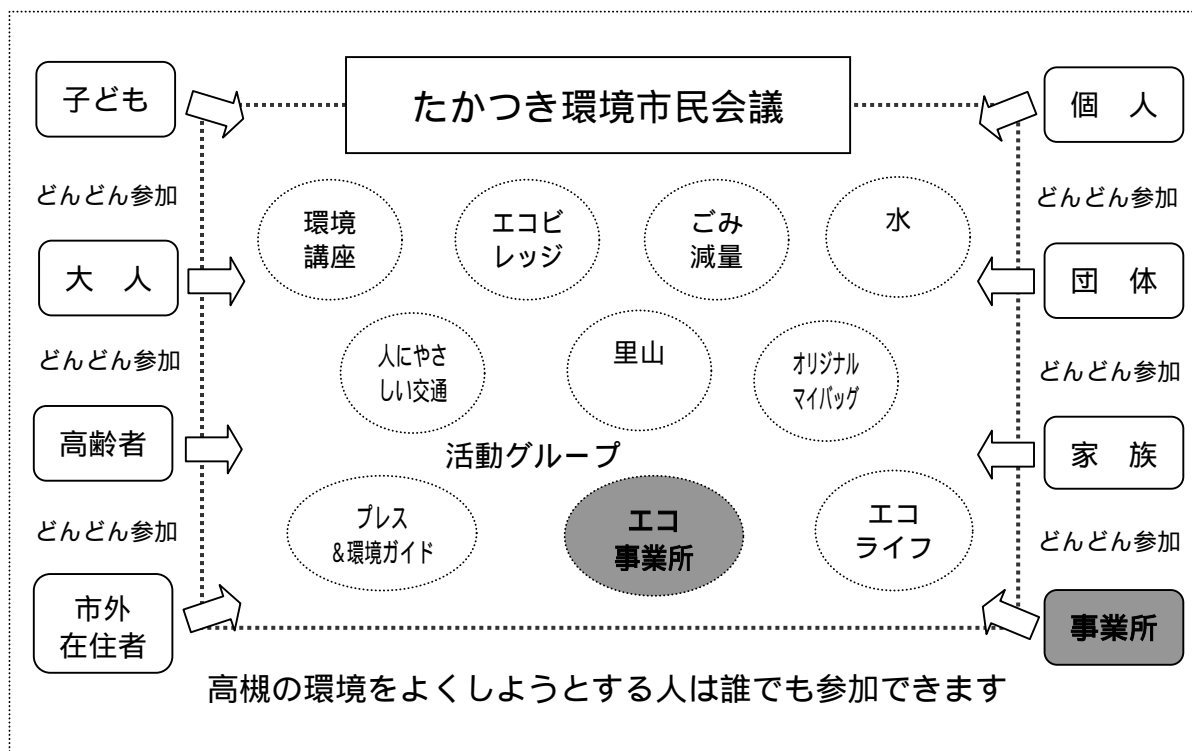 たかつき環境市民会議
子ども
どんどん参加
大　人
どんどん参加
高齢者
どんどん参加
市外
在住者
環境
講座
エコビ
レッジ
ごみ
減量
水
人にやさ
しい交通
里山
オリジナル
マイバッグ
活動グループ
プレス
&環境ガイド
エコ
事業所
エコ
ライフ
個　人
どんどん参加
団　体
どんどん参加
家　族
どんどん参加
事業所
高槻の環境をよくしようとする人は誰でも参加できます